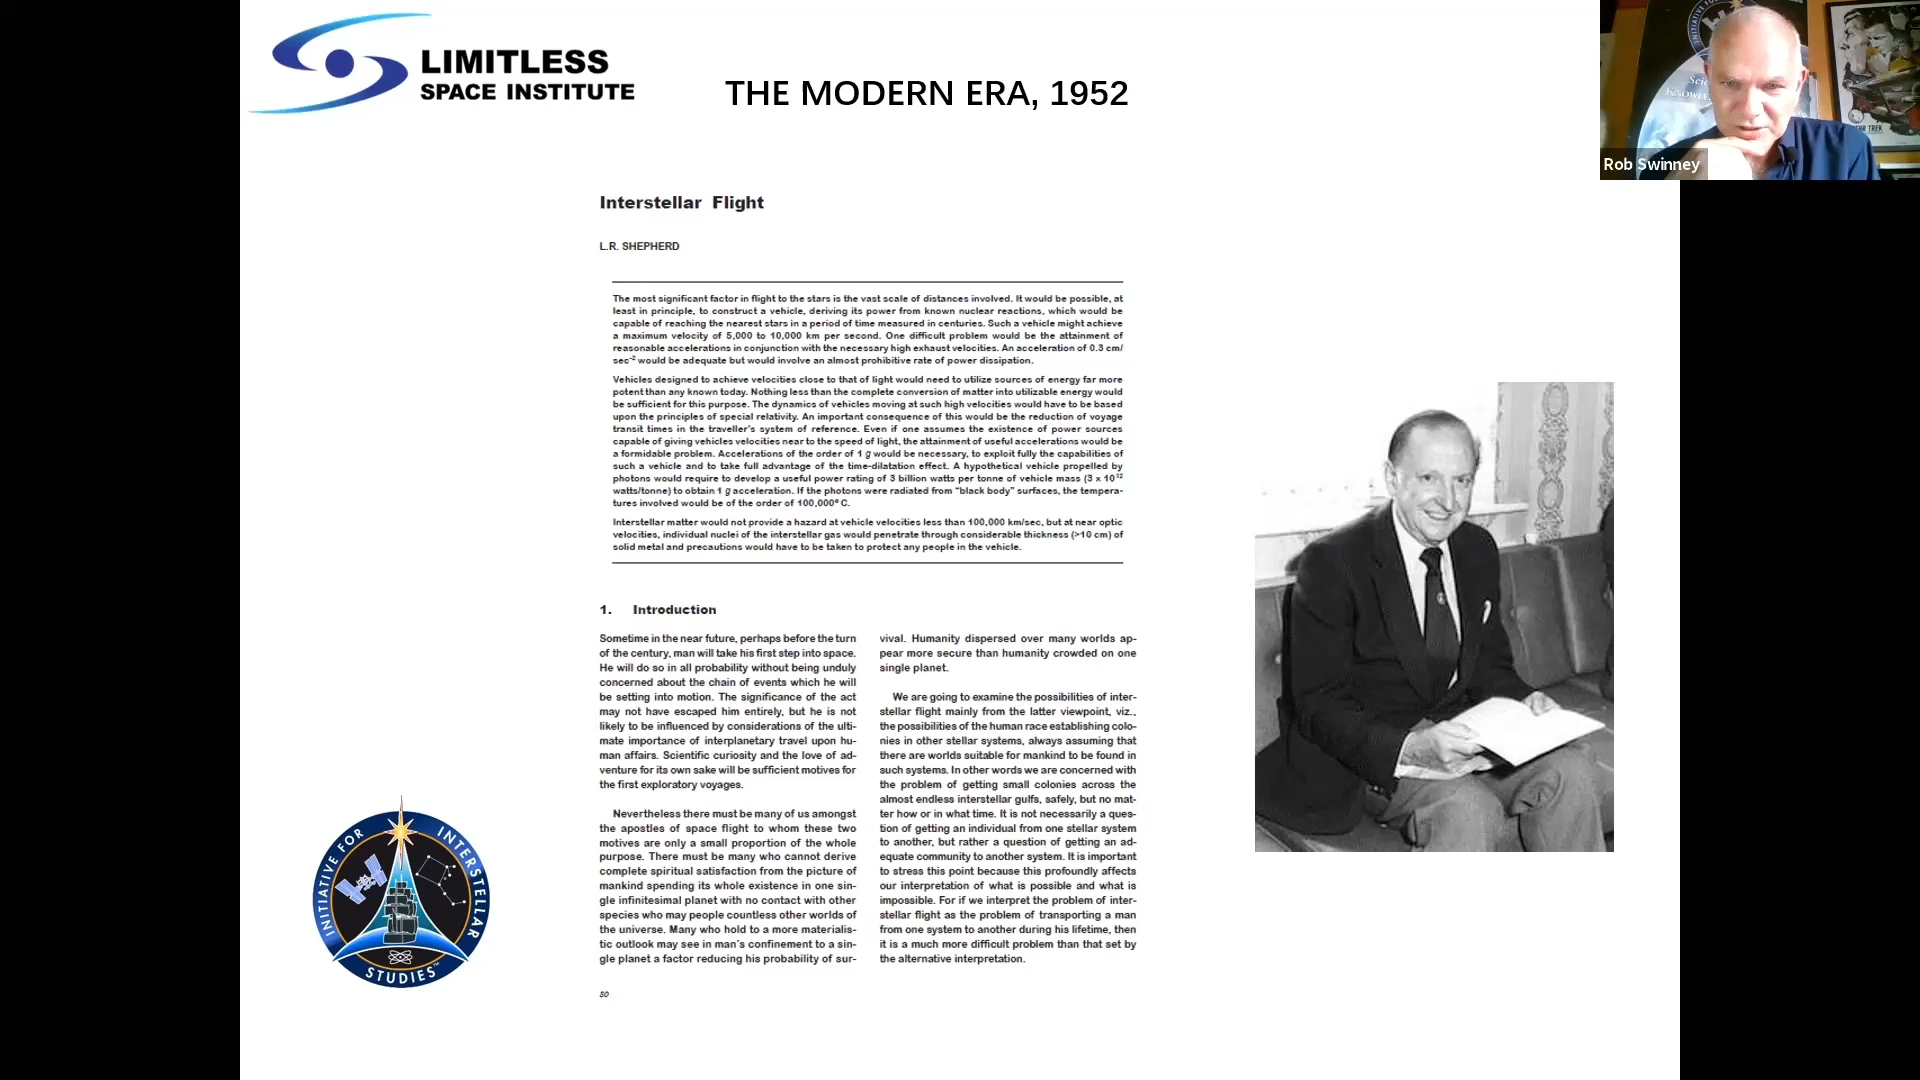 LIMITLESS
SPACE INSTITUTE
THE MODERN ERA, 1952
Rob Swinney
STAR TREK
Interstellar Flight
L.R. SHEPHERD
The most significant factor in flight to the stars is the vast scale of distances involved. It would be possible, at
least in principle, to construct a vehicle, deriving its power from known nuclear reactions, which would be
capable of reaching the nearest stars in a period of time measured in centuries. Such a vehicle might achieve
a maximum velocity of 5,000 to 10,000 km per second. One difficult problem would be the attainment of
reasonable accelerations in conjunction with the necessary high exhaust velocities. An acceleration of 0.3 cm/
sec⁻² would be adequate but would involve an almost prohibitive rate of power dissipation.
Vehicles designed to achieve velocities close to that of light would need to utilize sources of energy far more
potent than any known today. Nothing less than the complete conversion of matter into utilizable energy would
be sufficient for this purpose. The dynamics of vehicles moving at such high velocities would have to be based
upon the principles of special relativity. An important consequence of this would be the reduction of voyage
transit times in the traveller's system of reference. Even if one assumes the existence of power sources
capable of giving vehicles velocities near to the speed of light, the attainment of useful accelerations would be
a formidable problem. Accelerations of the order of 1 g would be necessary, to exploit fully the capabilities of
such a vehicle and to take full advantage of the time-dilatation effect. A hypothetical vehicle propelled by
photons would require to develop a useful power rating of 3 billion watts per tonne of vehicle mass (3 x 10¹²
watts/tonne) to obtain 1 g acceleration. If the photons were radiated from "black body" surfaces, the tempera-
tures involved would be of the order of 100,000° C.
Interstellar matter would not provide a hazard at vehicle velocities less than 100,000 km/sec, but at near optic
velocities, individual nuclei of the interstellar gas would penetrate through considerable thickness (>10 cm) of
solid metal and precautions would have to be taken to protect any people in the vehicle.
1. Introduction
Sometime in the near future, perhaps before the turn
of the century, man will take his first step into space.
He will do so in all probability without being unduly
concerned about the chain of events which he will
be setting into motion. The significance of the act
may not have escaped him entirely, but he is not
likely to be influenced by considerations of the ulti-
mate importance of interplanetary travel upon hu-
man affairs. Scientific curiosity and the love of ad-
venture for its own sake will be sufficient motives for
the first exploratory voyages.
Nevertheless there must be many of us amongst
the apostles of space flight to whom these two
motives are only a small proportion of the whole
purpose. There must be many who cannot derive
complete spiritual satisfaction from the picture of
mankind spending its whole existence in one sin-
gle infinitesimal planet with no contact with other
species who may people countless other worlds of
the universe. Many who hold to a more materialis-
tic outlook may see in man's confinement to a sin-
gle planet a factor reducing his probability of sur-
vival. Humanity dispersed over many worlds ap-
pear more secure than humanity crowded on one
single planet.
We are going to examine the possibilities of inter-
stellar flight mainly from the latter viewpoint, viz.,
the possibilities of the human race establishing colo-
nies in other stellar systems, always assuming that
there are worlds suitable for mankind to be found in
such systems. In other words we are concerned with
the problem of getting small colonies across the
almost endless interstellar gulfs, safely, but no mat-
ter how or in what time. It is not necessarily a ques-
tion of getting an individual from one stellar system
to another, but rather a question of getting an ad-
equate community to another system. It is important
to stress this point because this profoundly affects
our interpretation of what is possible and what is
impossible. For if we interpret the problem of inter-
stellar flight as the problem of transporting a man
from one system to another during his lifetime, then
it is a much more difficult problem than that set by
the alternative interpretation.
50
INITIATIVE FOR INTERSTELLAR
STUDIES™